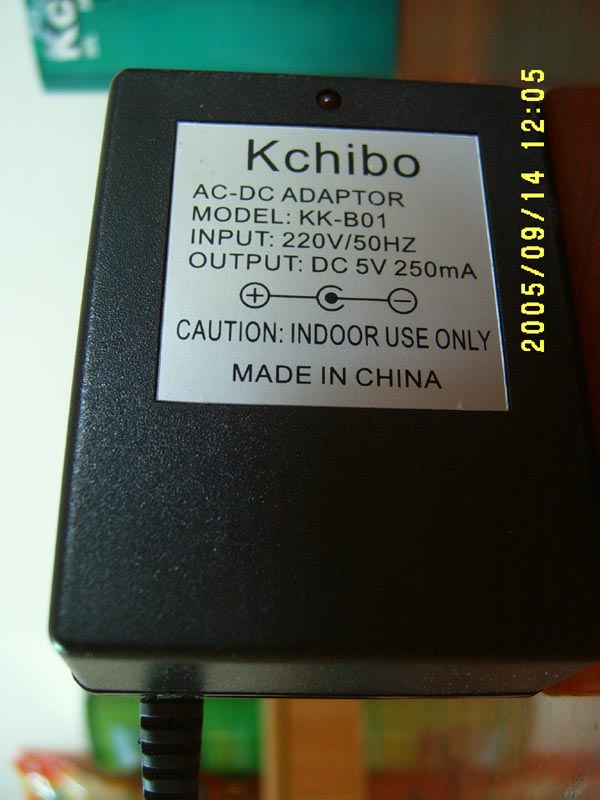 Kchibo
AC-DC ADAPTOR
MODEL: KK-B01
INPUT: 220V/50HZ
OUTPUT: DC 5V 250mA
CAUTION: INDOOR USE ONLY
MADE IN CHINA
2005/09/14 12:05